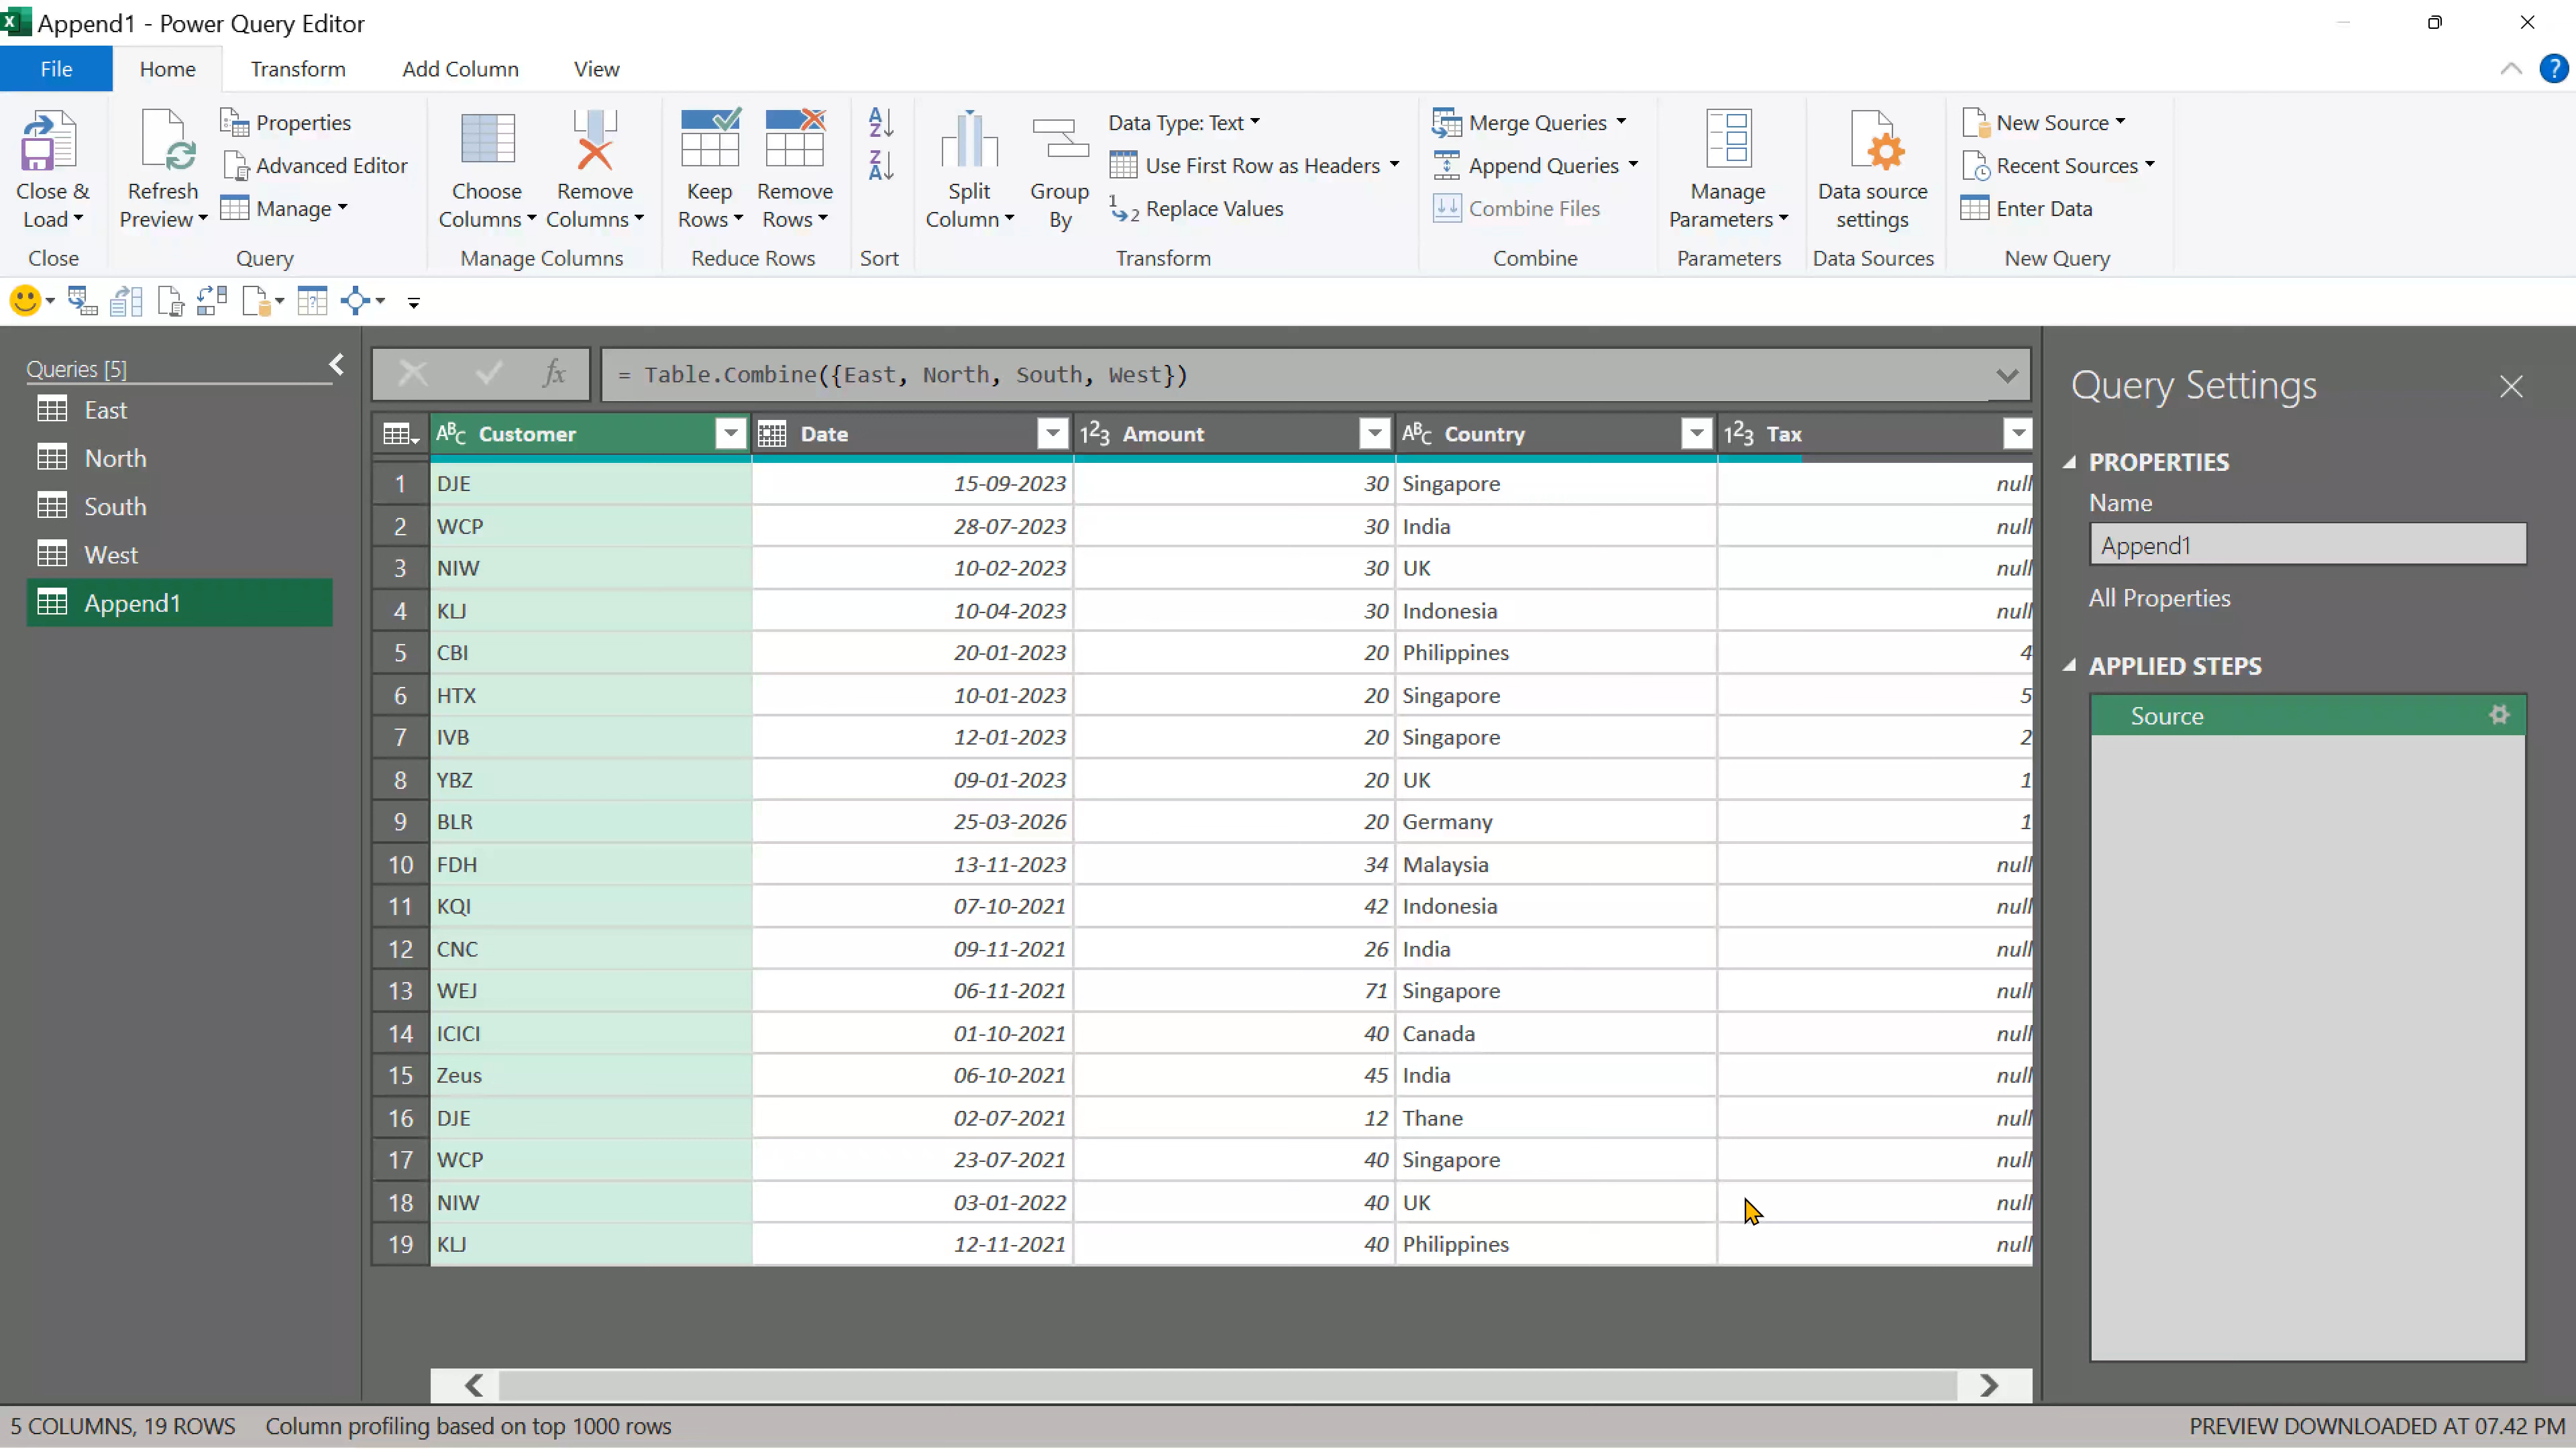 Append1 - Power Query Editor
File Home Transform Add Column View
Close & Load
Refresh Preview
Properties
Advanced Editor
Manage
Choose Columns
Remove Columns
Keep Rows
Remove Rows
Split Column
Group By
Data Type: Text
Use First Row as Headers
Replace Values
Merge Queries
Append Queries
Combine Files
Manage Parameters
Data source settings
New Source
Recent Sources
Enter Data
Close Query Manage Columns Reduce Rows Sort Transform Combine Parameters Data Sources New Query
Queries [5]
East
North
South
West
Append1
fx = Table.Combine({East, North, South, West})
ABC Customer Date 123 Amount ABC Country 123 Tax
1 DJE 15-09-2023 30 Singapore null
2 WCP 28-07-2023 30 India null
3 NIW 10-02-2023 30 UK null
4 KLJ 10-04-2023 30 Indonesia null
5 CBI 20-01-2023 20 Philippines 4
6 HTX 10-01-2023 20 Singapore 5
7 IVB 12-01-2023 20 Singapore 2
8 YBZ 09-01-2023 20 UK 1
9 BLR 25-03-2026 20 Germany 1
10 FDH 13-11-2023 34 Malaysia null
11 KQI 07-10-2021 42 Indonesia null
12 CNC 09-11-2021 26 India null
13 WEJ 06-11-2021 71 Singapore null
14 ICICI 01-10-2021 40 Canada null
15 Zeus 06-10-2021 45 India null
16 DJE 02-07-2021 12 Thane null
17 WCP 23-07-2021 40 Singapore null
18 NIW 03-01-2022 40 UK null
19 KLJ 12-11-2021 40 Philippines null
Query Settings
PROPERTIES
Name
Append1
All Properties
APPLIED STEPS
Source
5 COLUMNS, 19 ROWS Column profiling based on top 1000 rows
PREVIEW DOWNLOADED AT 07.42 PM